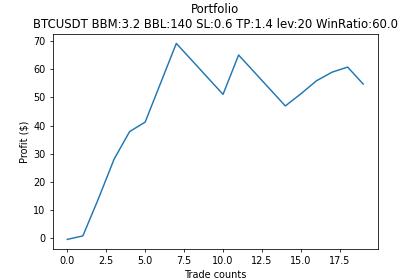 Portfolio
BTCUSDT BBM:3.2 BBL:140 SL:0.6 TP:1.4 lev:20 WinRatio:60.0
70
60
50
40
30
20
10
0
Profit ($)
0.0 2.5 5.0 7.5 10.0 12.5 15.0 17.5
Trade counts